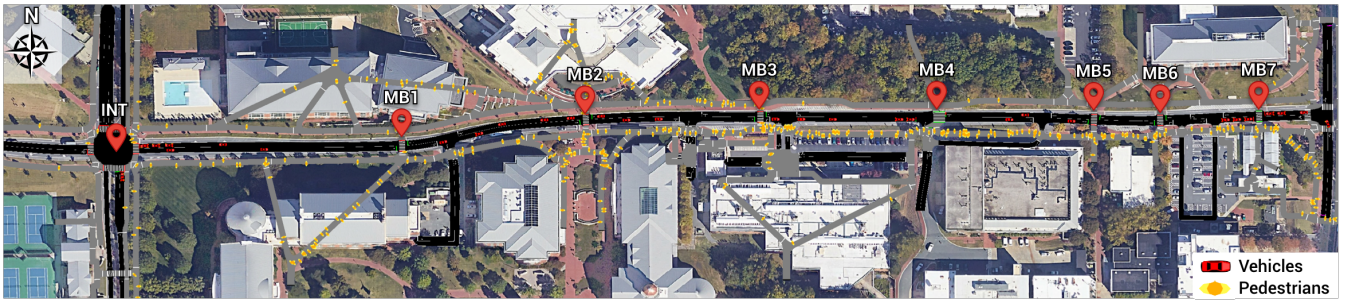 N
INT
MB1
MB2
MB3
MB4
MB5
MB6
MB7
Vehicles
Pedestrians